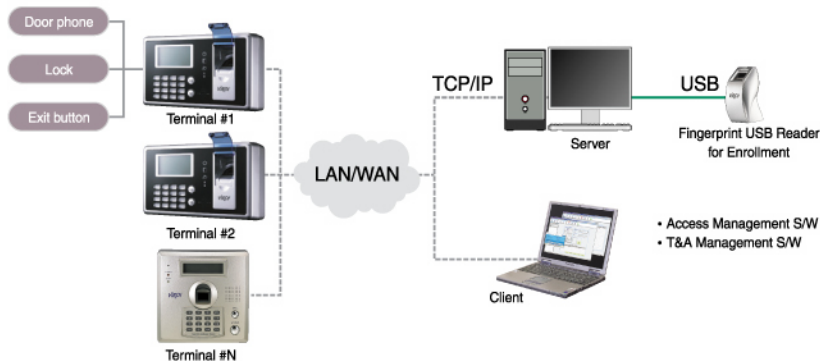 Door phone
Lock
Exit button
Terminal #1
Terminal #2
Terminal #N
LAN/WAN
TCP/IP
Server
USB
Fingerprint USB Reader
for Enrollment
Client
• Access Management S/W
• T&A Management S/W